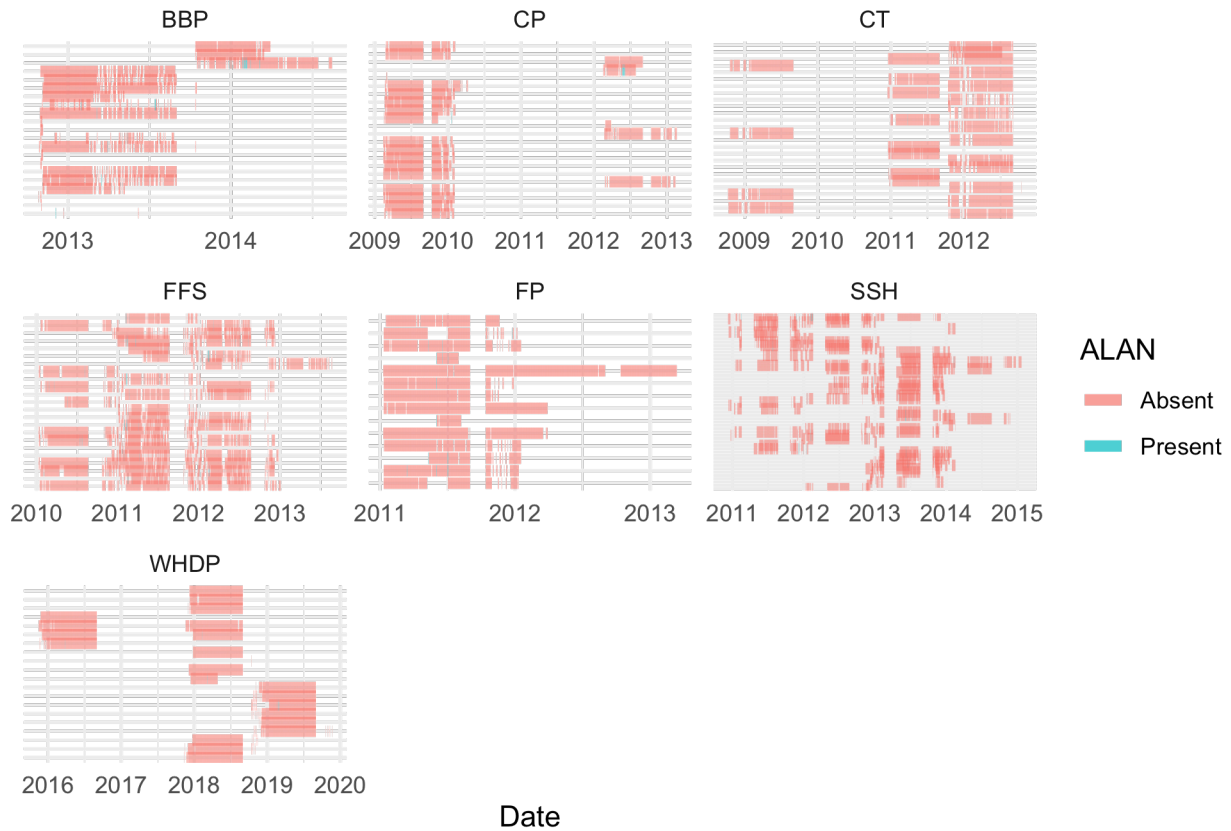 BBP CP CT
2013 2014 2009 2010 2011 2012 2013 2009 2010 2011 2012
FFS FP SSH
ALAN
Absent
Present
2010 2011 2012 2013 2011 2012 2013 2011 2012 2013 2014 2015
WHDP
2016 2017 2018 2019 2020
Date